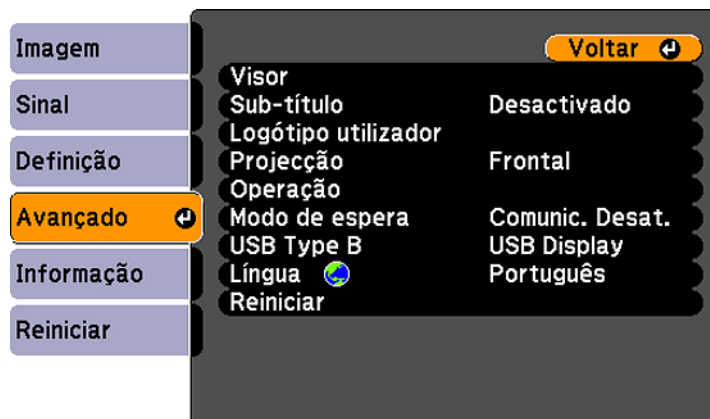 Imagem
Sinal
Definição
Avançado
Informação
Reiniciar
Voltar
Visor
Sub-título Desactivado
Logótipo utilizador
Projecção Frontal
Operação
Modo de espera Comunic. Desat.
USB Type B USB Display
Língua Português
Reiniciar